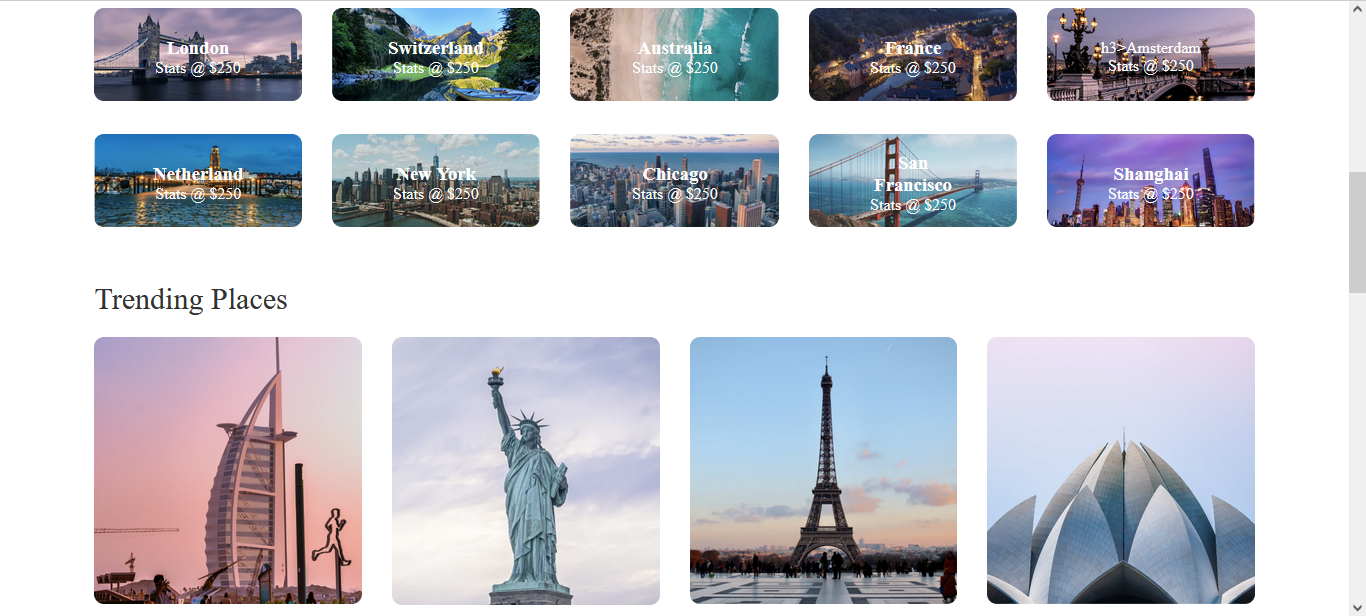 London
Stats @ $250
Switzerland
Stats @ $250
Australia
Stats @ $250
France
Stats @ $250
h3>Amsterdam
Stats @ $250
Netherland
Stats @ $250
New York
Stats @ $250
Chicago
Stats @ $250
San
Francisco
Stats @ $250
Shanghai
Stats @ $250
Trending Places